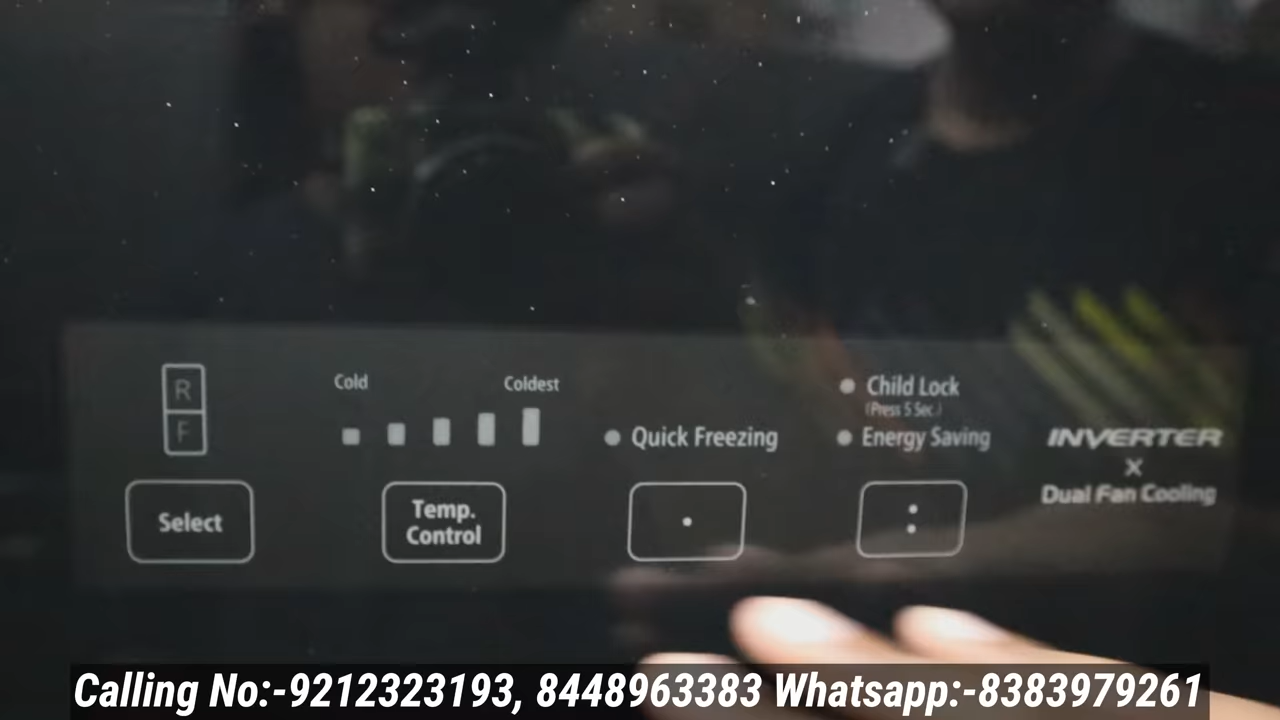 R
F
Select
Cold Coldest
Temp.
Control
Quick Freezing
Child Lock
(Press 5 Sec.)
Energy Saving
INVERTER
X
Dual Fan Cooling
Calling No:-9212323193, 8448963383 Whatsapp:-8383979261